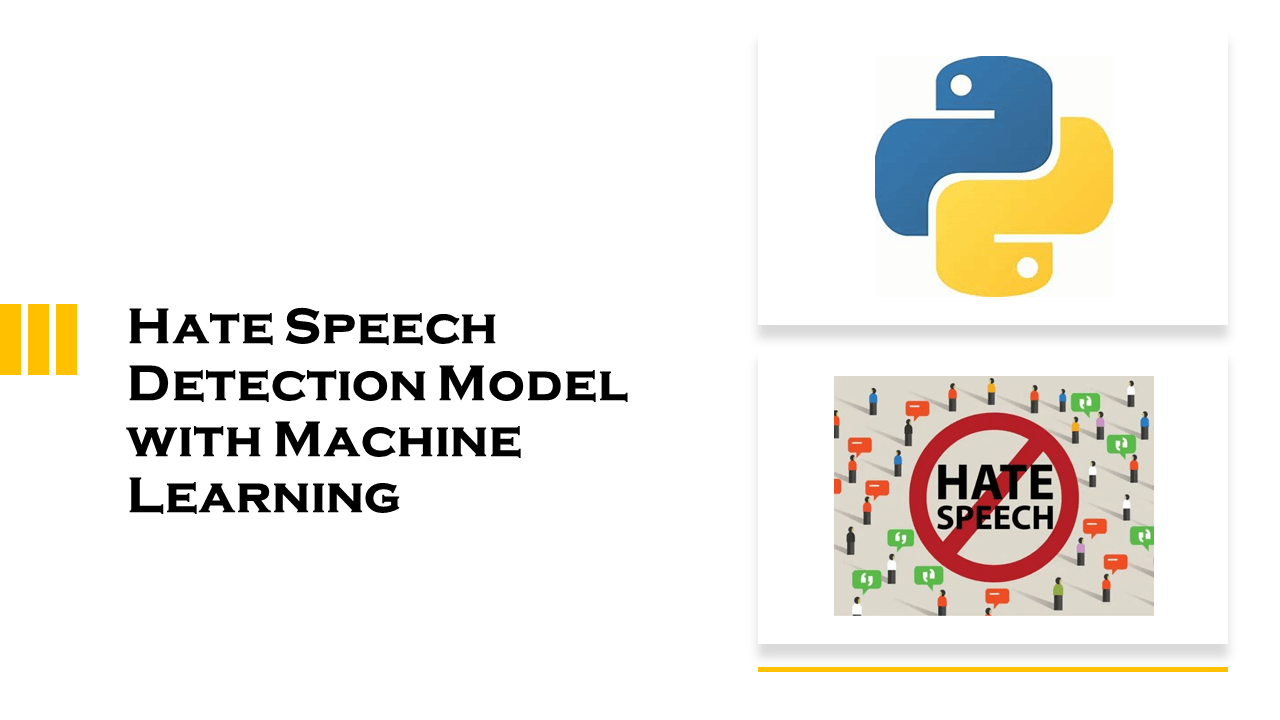 Hate Speech
Detection Model
with Machine
Learning
HATE
SPEECH